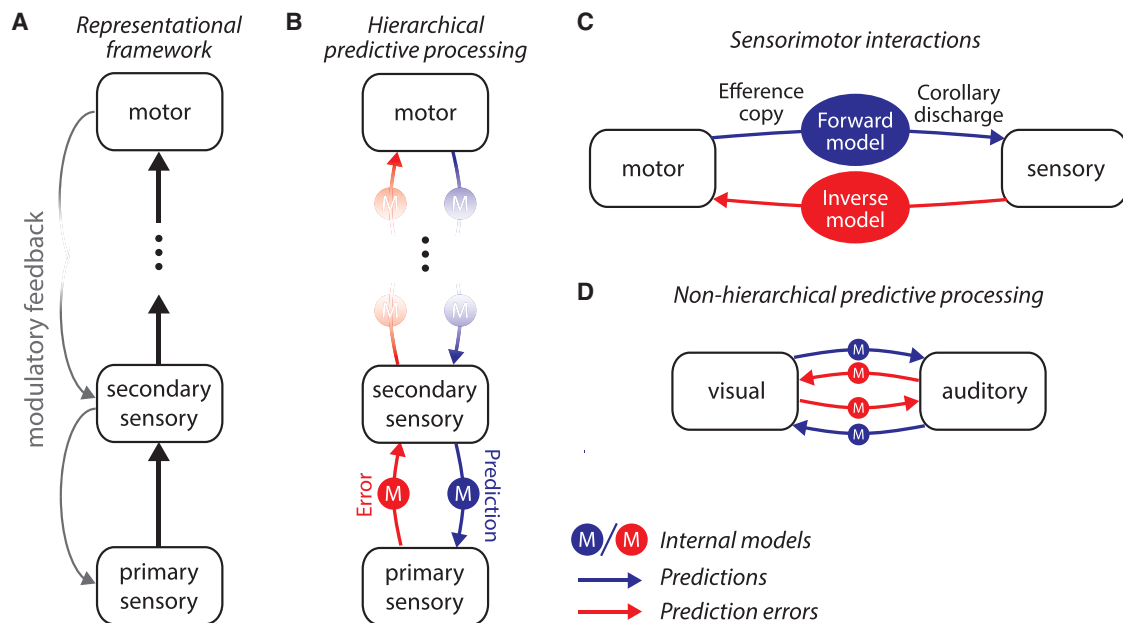 A
Representational
framework
motor
modulatory feedback
secondary
sensory
primary
sensory
B
Hierarchical
predictive processing
motor
M
M
M
M
secondary
sensory
Error
M
M
Prediction
primary
sensory
C
Sensorimotor interactions
Efference
copy
Corollary
discharge
Forward
model
motor
sensory
Inverse
model
D
Non-hierarchical predictive processing
M
M
visual
auditory
M
M
M/M Internal models
Predictions
Prediction errors